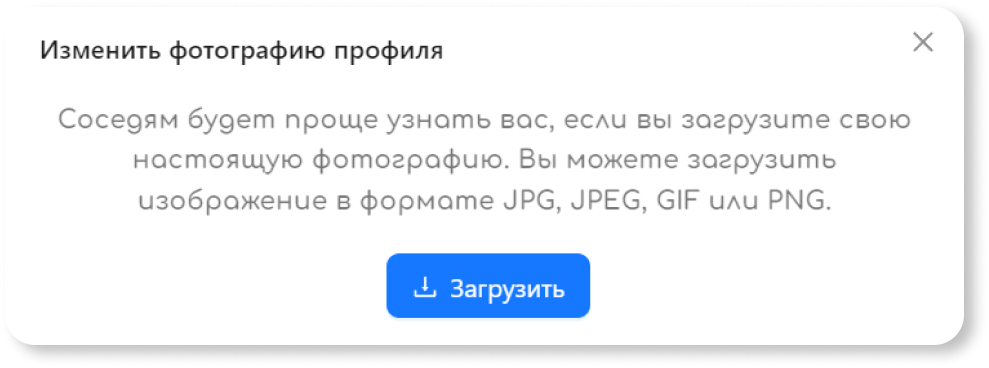 Изменить фотографию профиля
Соседям будет проще узнать вас, если вы загрузите свою
настоящую фотографию. Вы можете загрузить
изображение в формате JPG, JPEG, GIF или PNG.
Загрузить